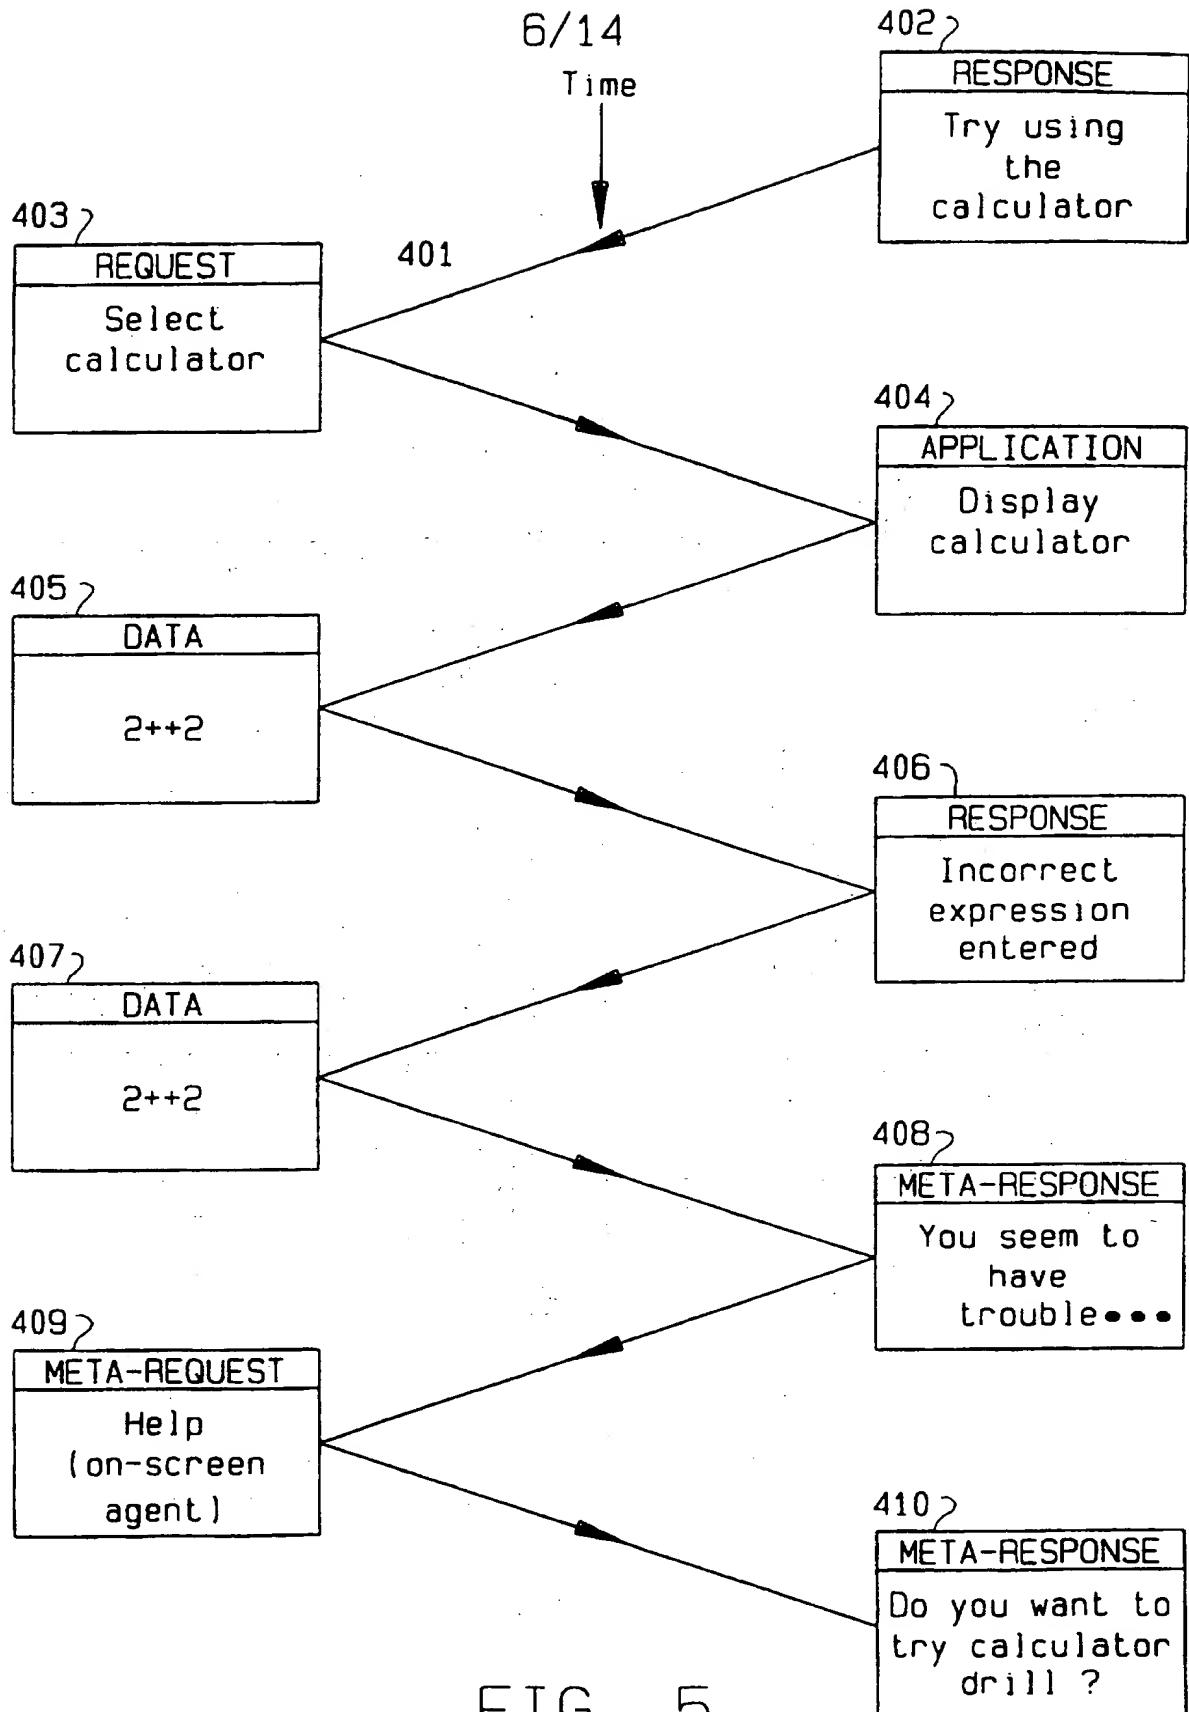 6/14
Time
402
RESPONSE
Try using
the
calculator
403
REQUEST
Select
calculator
401
404
APPLICATION
Display
calculator
405
DATA
2++2
406
RESPONSE
Incorrect
expression
entered
407
DATA
2++2
408
META-RESPONSE
You seem to
have
trouble•••
409
META-REQUEST
Help
(on-screen
agent)
410
META-RESPONSE
Do you want to
try calculator
drill ?
FIG. 5